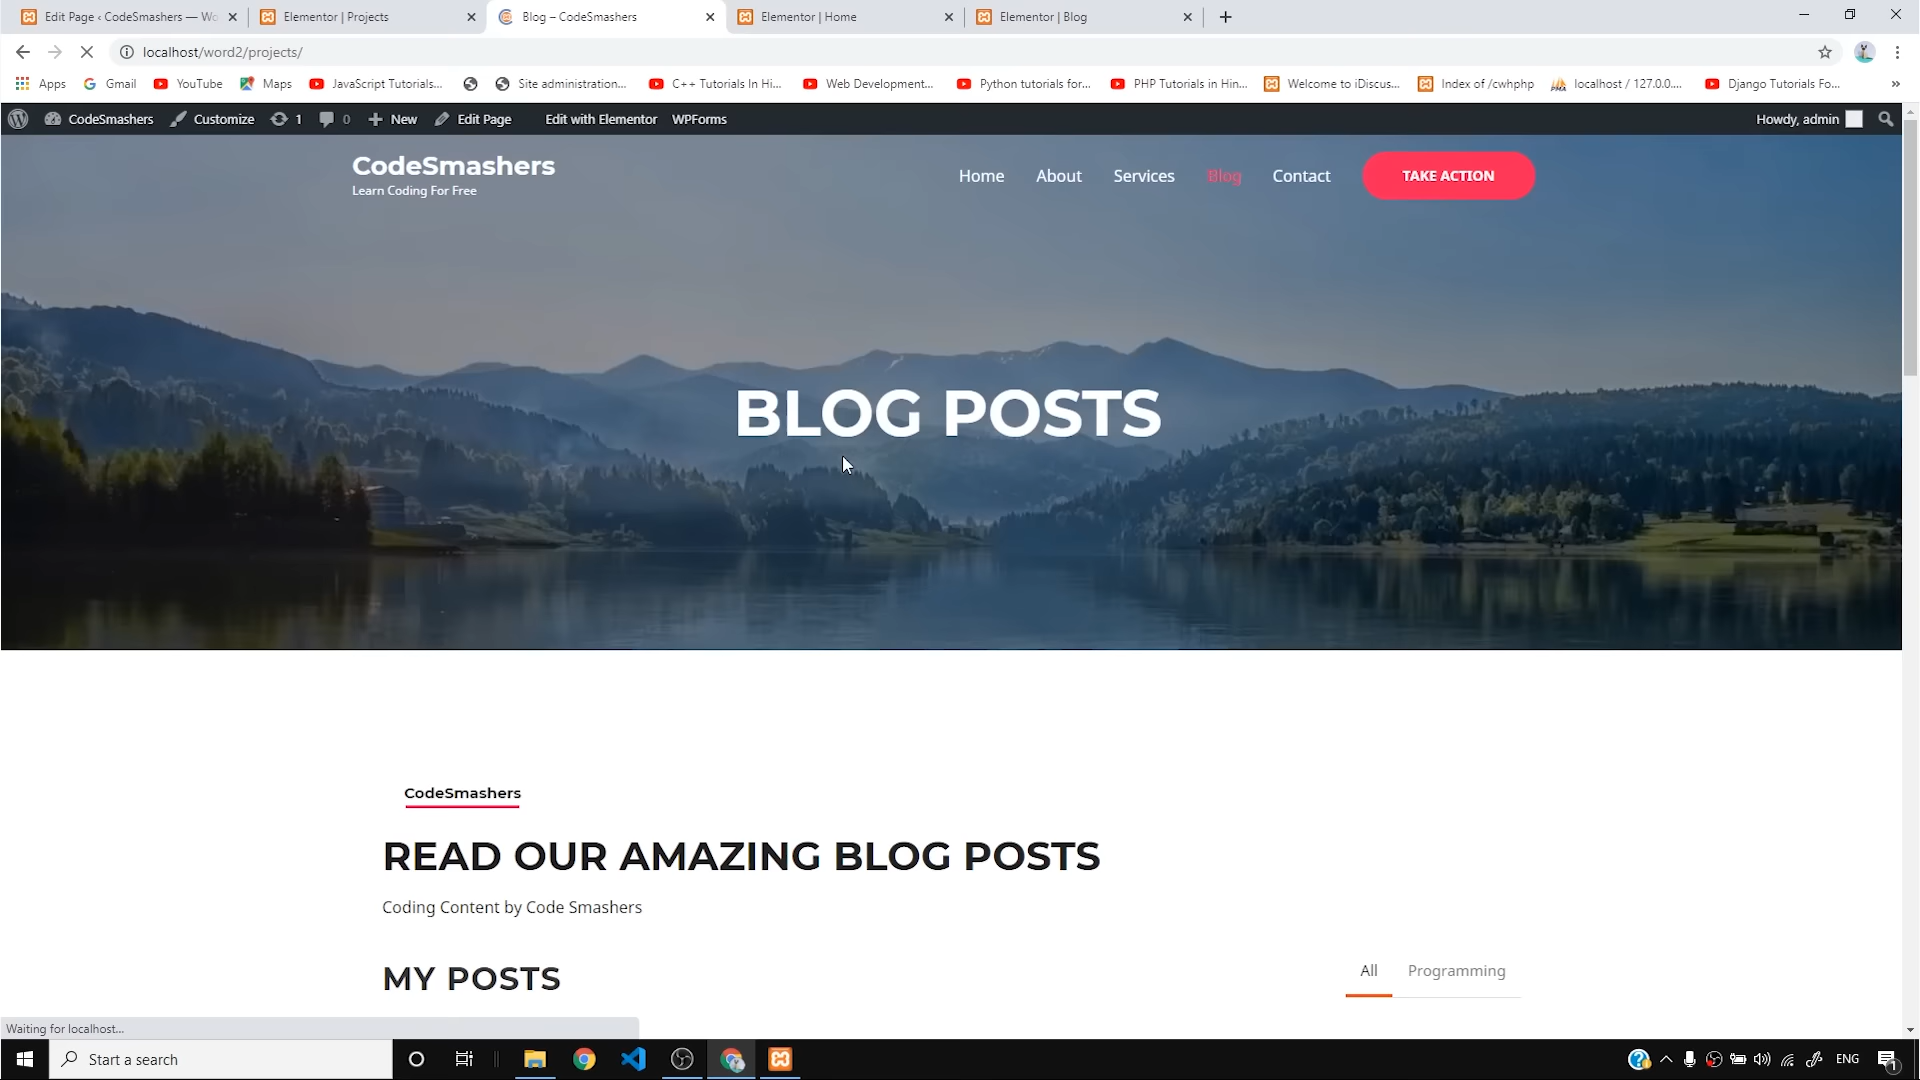 Edit Page ‹ CodeSmashers — Wo
Elementor | Projects
Blog – CodeSmashers
Elementor | Home
Elementor | Blog
localhost/word2/projects/
Apps
Gmail
YouTube
Maps
JavaScript Tutorials...
Site administration...
C++ Tutorials In Hi...
Web Development...
Python tutorials for...
PHP Tutorials in Hin...
Welcome to iDiscus...
Index of /cwhphp
localhost / 127.0.0....
Django Tutorials Fo...
CodeSmashers
Customize
1
0
New
Edit Page
Edit with Elementor
WPForms
Howdy, admin
CodeSmashers
Learn Coding For Free
Home
About
Services
Blog
Contact
TAKE ACTION
BLOG POSTS
CodeSmashers
READ OUR AMAZING BLOG POSTS
Coding Content by Code Smashers
MY POSTS
All
Programming
Waiting for localhost...
Start a search
ENG
1